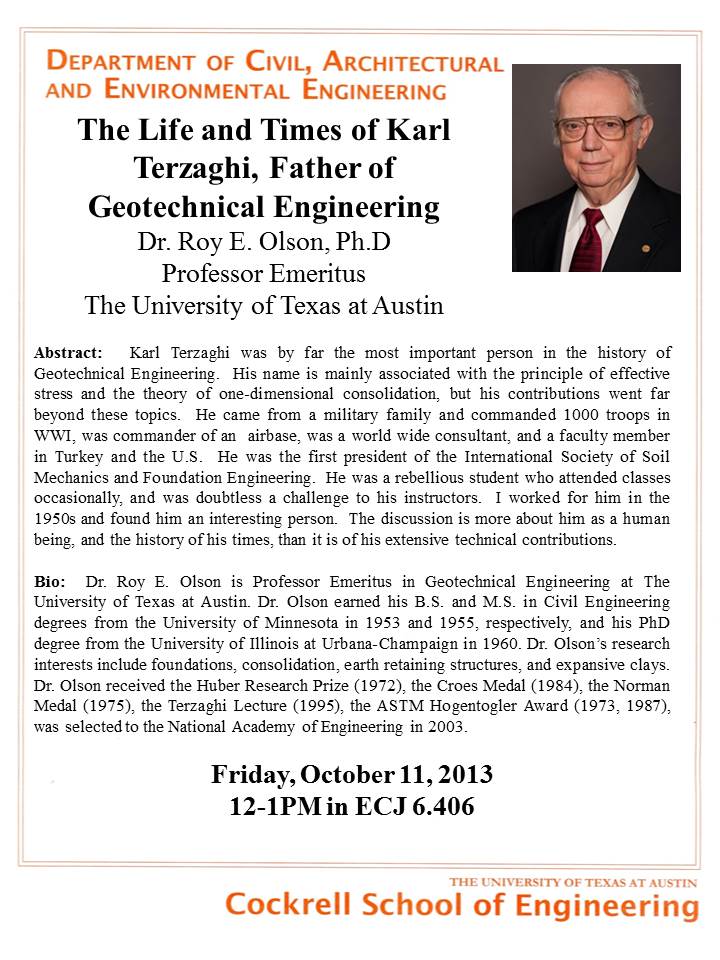 DEPARTMENT OF CIVIL, ARCHITECTURAL
AND ENVIRONMENTAL ENGINEERING
The Life and Times of Karl
Terzaghi, Father of
Geotechnical Engineering
Dr. Roy E. Olson, Ph.D
Professor Emeritus
The University of Texas at Austin
Abstract: Karl Terzaghi was by far the most important person in the history of
Geotechnical Engineering. His name is mainly associated with the principle of effective
stress and the theory of one-dimensional consolidation, but his contributions went far
beyond these topics. He came from a military family and commanded 1000 troops in
WWI, was commander of an airbase, was a world wide consultant, and a faculty member
in Turkey and the U.S. He was the first president of the International Society of Soil
Mechanics and Foundation Engineering. He was a rebellious student who attended classes
occasionally, and was doubtless a challenge to his instructors. I worked for him in the
1950s and found him an interesting person. The discussion is more about him as a human
being, and the history of his times, than it is of his extensive technical contributions.
Bio: Dr. Roy E. Olson is Professor Emeritus in Geotechnical Engineering at The
University of Texas at Austin. Dr. Olson earned his B.S. and M.S. in Civil Engineering
degrees from the University of Minnesota in 1953 and 1955, respectively, and his PhD
degree from the University of Illinois at Urbana-Champaign in 1960. Dr. Olson's research
interests include foundations, consolidation, earth retaining structures, and expansive clays.
Dr. Olson received the Huber Research Prize (1972), the Croes Medal (1984), the Norman
Medal (1975), the Terzaghi Lecture (1995), the ASTM Hogentogler Award (1973, 1987),
was selected to the National Academy of Engineering in 2003.
Friday, October 11, 2013
12-1PM in ECJ 6.406
THE UNIVERSITY OF TEXAS AT AUSTIN
Cockrell School of Engineering